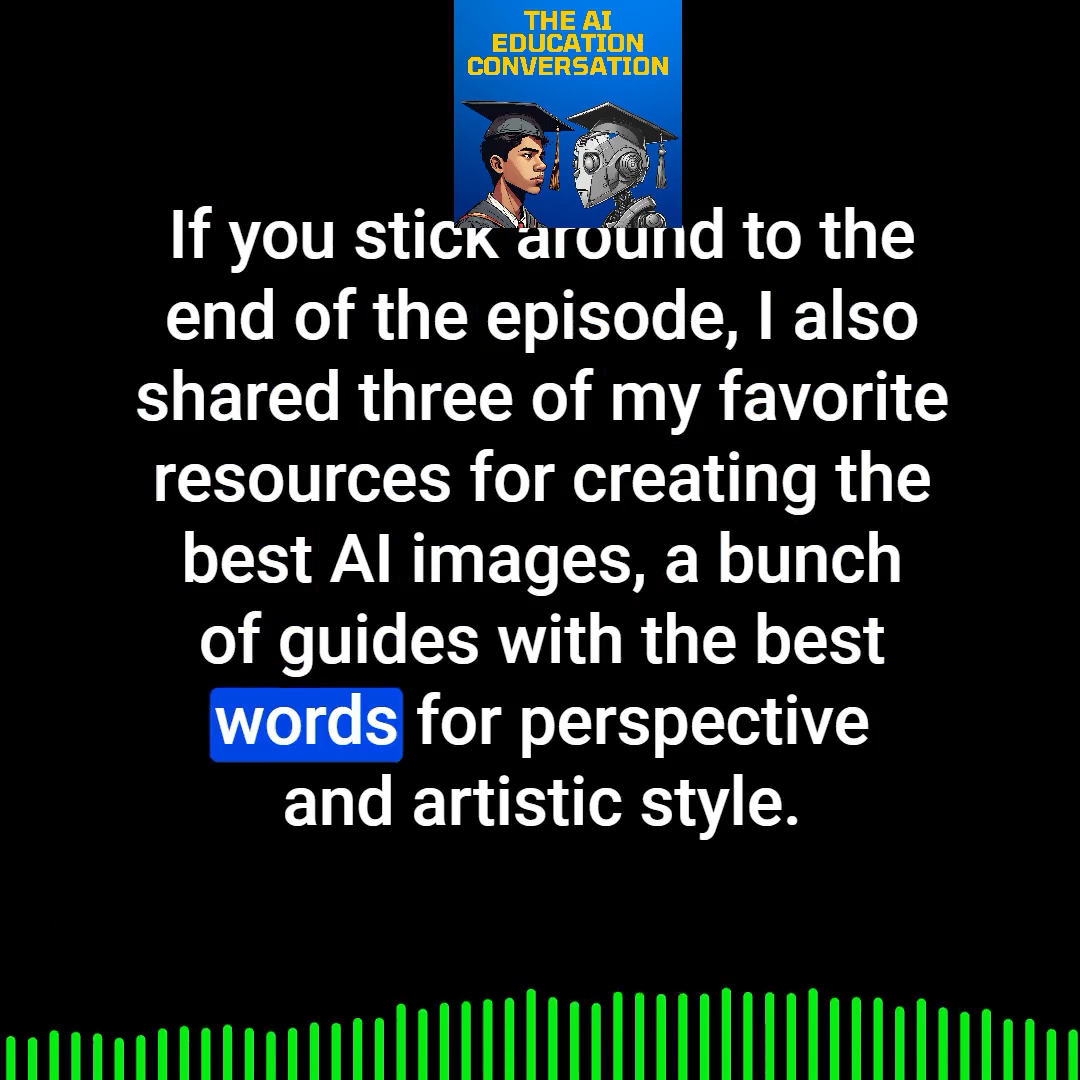 THE AI
EDUCATION
CONVERSATION
If you stick around to the
end of the episode, I also
shared three of my favorite
resources for creating the
best AI images, a bunch
of guides with the best
words for perspective
and artistic style.